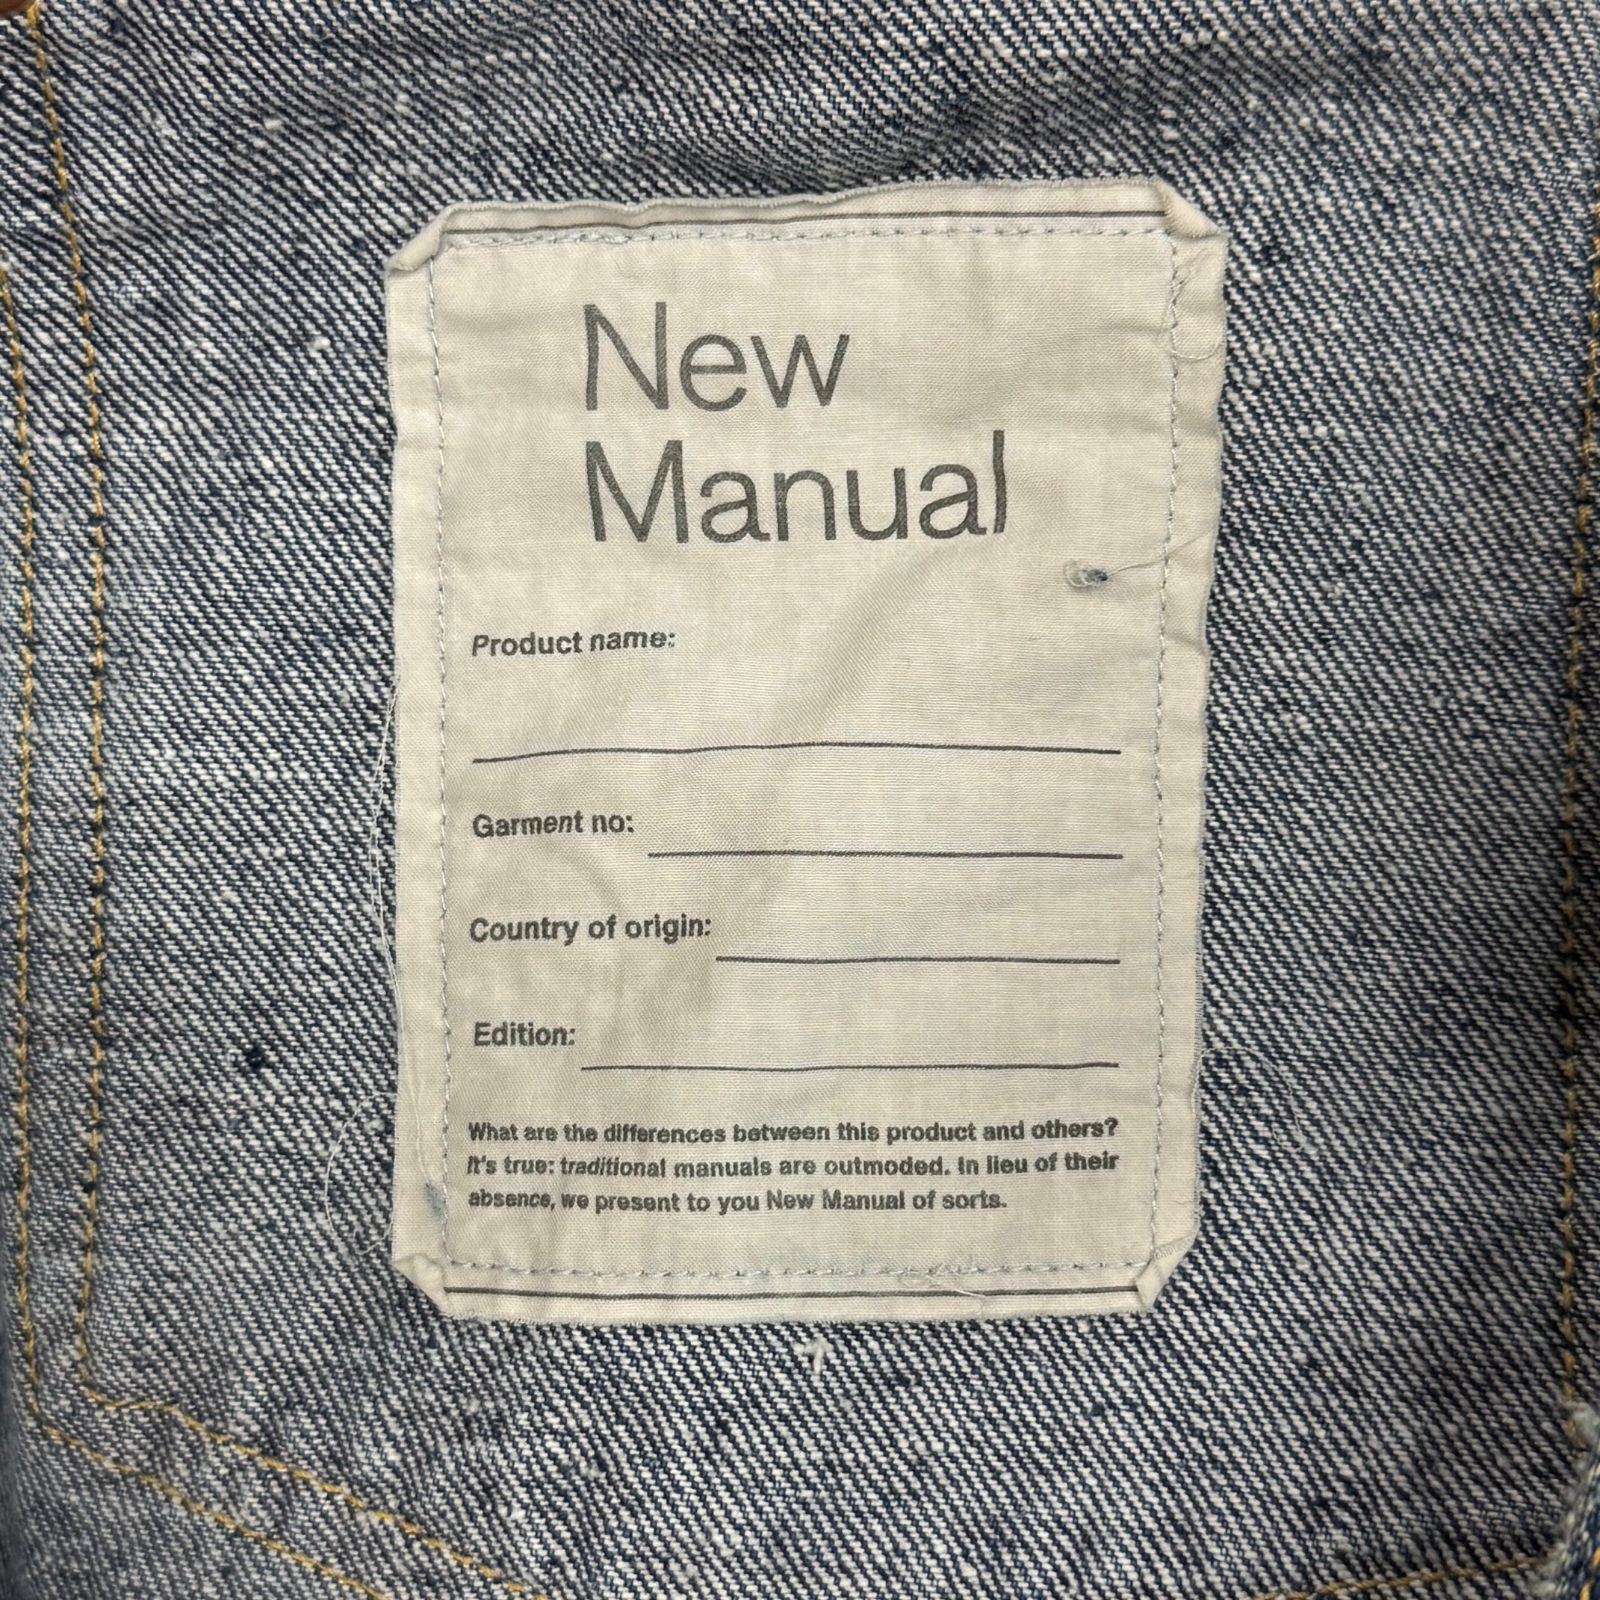 New
Manual
Product name:
Garment no:
Country of origin:
Edition:
What are the differences between this product and others?
It's true: traditional manuals are outmoded. In lieu of their
absence, we present to you New Manual of sorts.